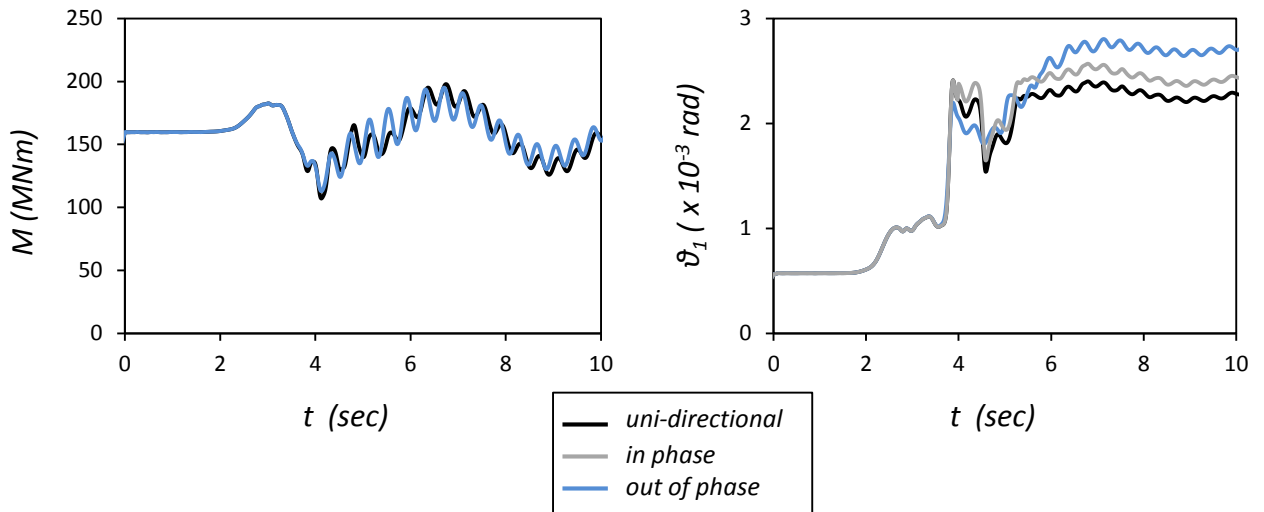 250
200
150
100
50
0
M (MNm)
0 2 4 6 8 10
t (sec)
3
2
1
0
ϑ1 ( x 10-3 rad)
0 2 4 6 8 10
t (sec)
uni-directional
in phase
out of phase